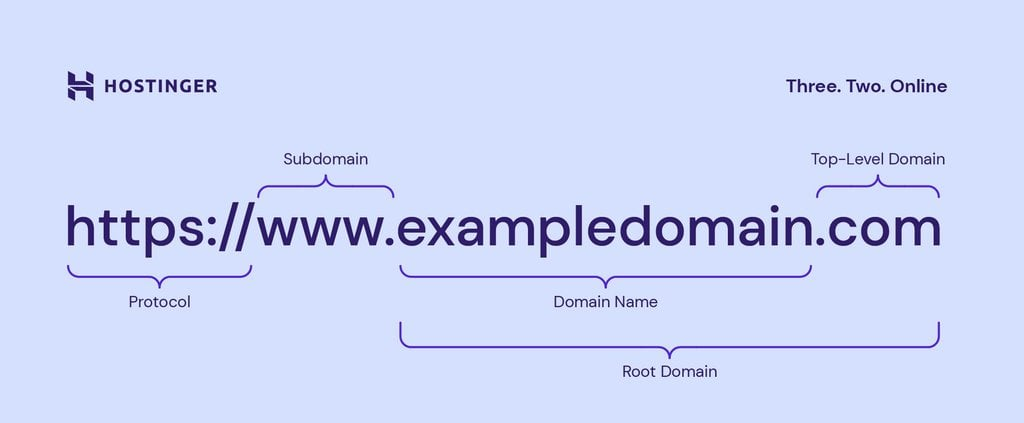 HOSTINGER
Three. Two. Online
Subdomain
Top-Level Domain
https://www.exampledomain.com
Protocol
Domain Name
Root Domain